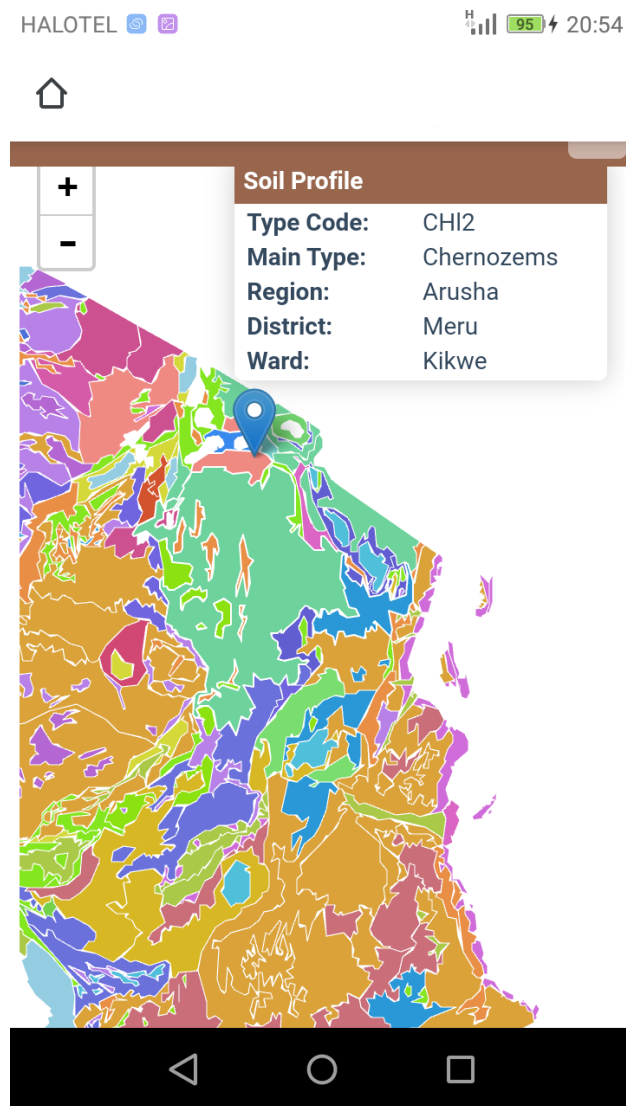 HALOTEL H 95 20:54
+
-
Soil Profile
Type Code: CHl2
Main Type: Chernozems
Region: Arusha
District: Meru
Ward: Kikwe